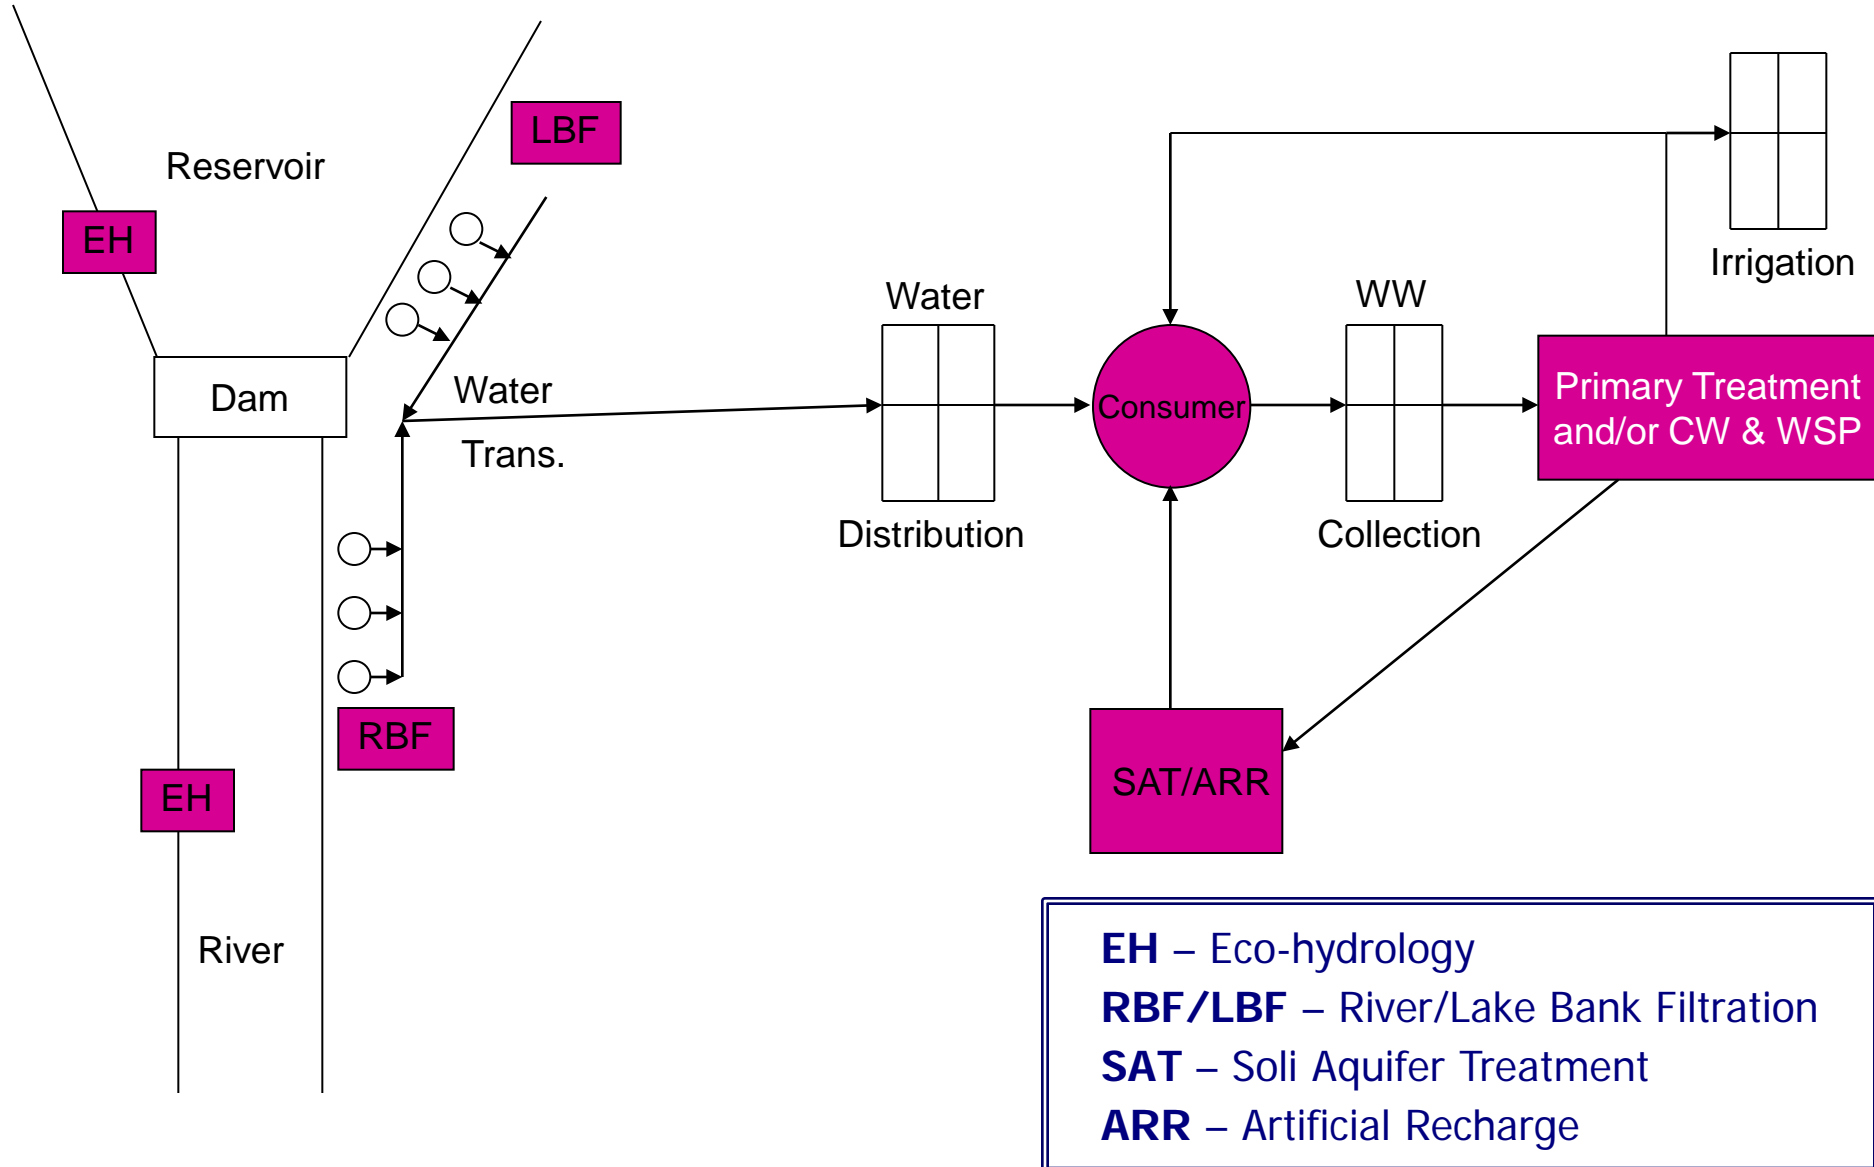 LBF
Reservoir
EH
Irrigation
Water
WW
Dam
Water
Trans.
Consumer
Primary Treatment
and/or CW & WSP
Distribution
Collection
RBF
EH
SAT/ARR
River
EH – Eco-hydrology
RBF/LBF – River/Lake Bank Filtration
SAT – Soli Aquifer Treatment
ARR – Artificial Recharge